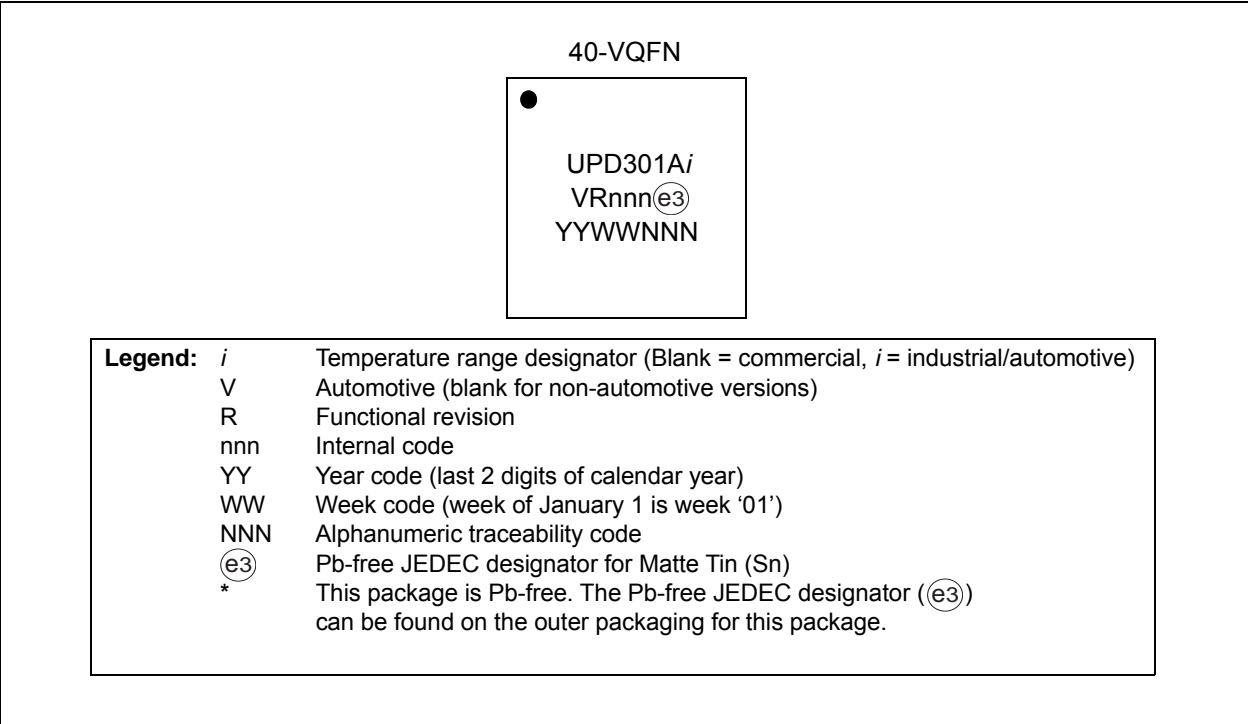 40-VQFN
UPD301Ai
VRnnn(e3)
YYWWNNN
Legend: i Temperature range designator (Blank = commercial, i = industrial/automotive)
V Automotive (blank for non-automotive versions)
R Functional revision
nnn Internal code
YY Year code (last 2 digits of calendar year)
WW Week code (week of January 1 is week ‘01’)
NNN Alphanumeric traceability code
(e3) Pb-free JEDEC designator for Matte Tin (Sn)
* This package is Pb-free. The Pb-free JEDEC designator ((e3))
can be found on the outer packaging for this package.